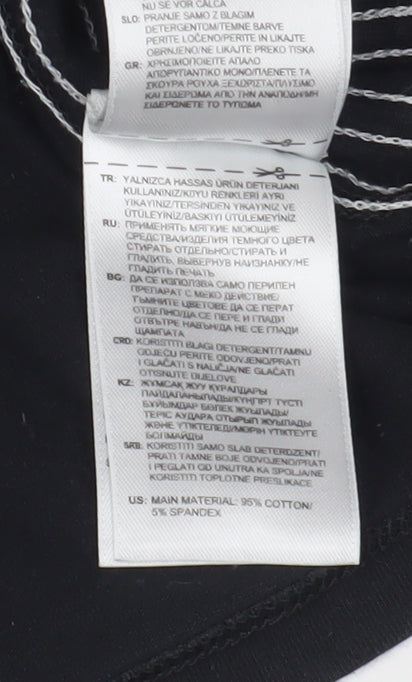 NU SE VOR CALCA
SLO: PRANJE SAMO Z BLAGIM
DETERGENTOM/TEMNE BARVE
PERITE LOČENO/PERITE IN LIKAJTE
OBRNJENO/NE LIKAJTE PREKO TISKA
GR: ΧΡΗΣΙΜΟΠΟΙΕΙΤΕ ΑΠΑΛΟ
ΑΠΟΡΥΠΑΝΤΙΚΟ ΜΟΝΟ/ΠΛΕΝΕΤΕ ΤΑ
ΣΚΟΥΡΑ ΡΟΥΧΑ ΞΕΧΩΡΙΣΤΑ/ΠΛΥΣΙΜΟ
ΚΑΙ ΣΙΔΕΡΩΜΑ ΑΠΟ ΤΗΝ ΑΝΑΠΟΔΗ/ΜΗ
ΣΙΔΕΡΩΝΕΤΕ ΤΟ ΤΥΠΩΜΑ
TR: YALNIZCA HASSAS ÜRÜN DETERJANI
KULLANINIZ/KOYU RENKLERİ AYRI
YIKAYINIZ/TERSİNDEN YIKAYINIZ VE
ÜTÜLEYİNİZ/BASKIYI ÜTÜLEMEYİNİZ
RU: ПРИМЕНЯТЬ МЯГКИЕ МОЮЩИЕ
СРЕДСТВА/ИЗДЕЛИЯ ТЕМНОГО ЦВЕТА
СТИРАТЬ ОТДЕЛЬНО/СТИРАТЬ И
ГЛАДИТЬ, ВЫВЕРНУВ НАИЗНАНКУ/НЕ
ГЛАДИТЬ ПЕЧАТЬ
BG: ДА СЕ ИЗПОЛЗВА САМО ПЕРИЛЕН
ПРЕПАРАТ С МЕКО ДЕЙСТВИЕ/
ТЪМНИТЕ ЦВЕТОВЕ ДА СЕ ПЕРАТ
ОТДЕЛНО/ДА СЕ ПЕРЕ И ГЛАДИ
ОТВЪТРЕ НАВЪН/ДА НЕ СЕ ГЛАДИ
ЩАМПАТА
CRO: KORISTITI BLAGI DETERGENT/TAMNU
ODJEĆU PERITE ODVOJENO/PRATI
I GLAČATI S NALIČJA/NE GLAČATI
OTISNUTE DIJELOVE
KZ: ЖҰМСАҚ ЖУУ ҚҰРАЛДАРЫ
ПАЙДАЛАНЫЛАДЫ/КҮҢГІРТ ТҮСТІ
БҰЙЫМДАР БӨЛЕК ЖУЫЛАДЫ/
ТЕРІС АУДАРА ОТЫРЫП ЖУЫЛАДЫ
ЖӘНЕ ҮТІКТЕЛЕДІ/МӨРІН ҮТІКТЕУГЕ
БОЛМАЙДЫ
SRB: KORISTITI SAMO SLAB DETERDZENT/
PRATI TAMNE BOJE ODVOJENO/PRATI
I PEGLATI OD UNUTRA KA SPOLJA/NE
KORISTITI TOPLOTNE PRESLIKACE
US: MAIN MATERIAL: 95% COTTON/
5% SPANDEX